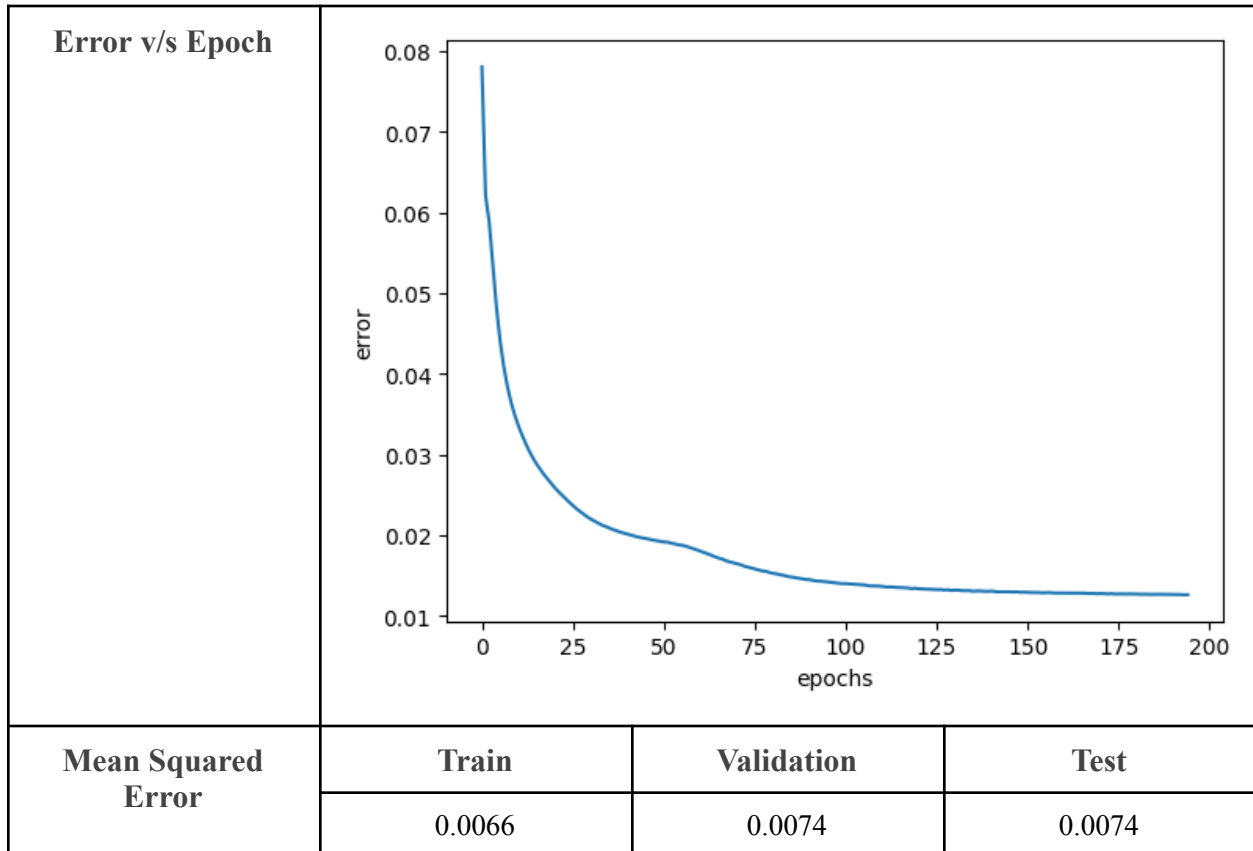 Error v/s Epoch
0.08
0.07
0.06
0.05
0.04
0.03
0.02
0.01
error
0 25 50 75 100 125 150 175 200
epochs
Mean Squared
Error
Train Validation Test
0.0066 0.0074 0.0074